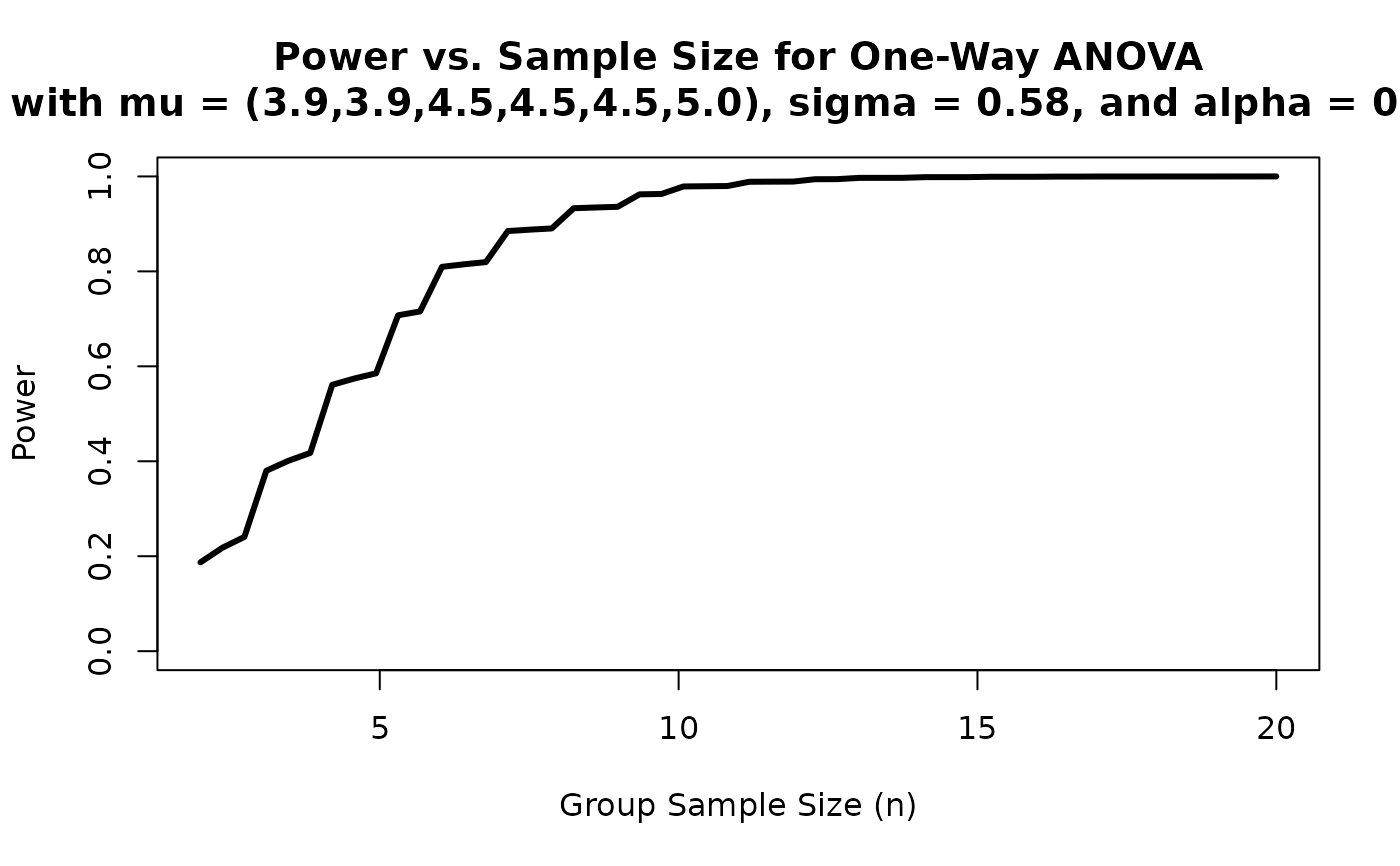 Power vs. Sample Size for One-Way ANOVA
with mu = (3.9,3.9,4.5,4.5,4.5,5.0), sigma = 0.58, and alpha = 0
Power
1.0
0.8
0.6
0.4
0.2
0.0
5 10 15 20
Group Sample Size (n)